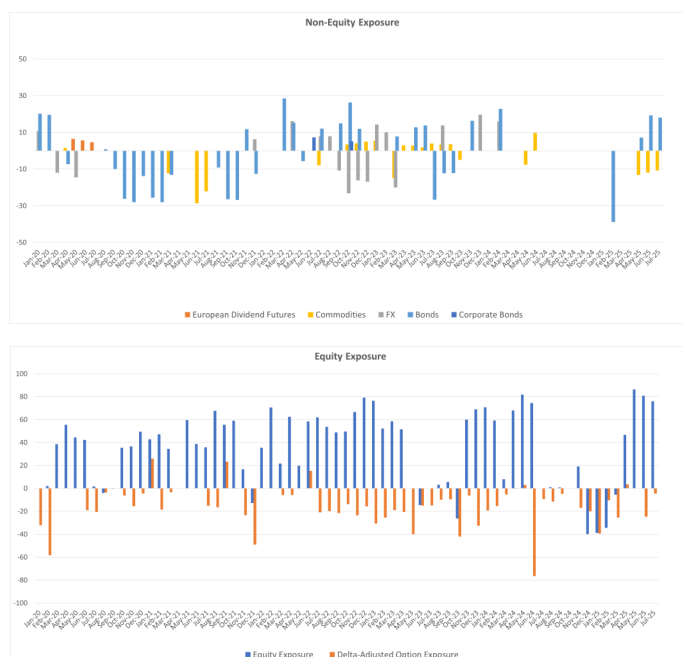 Non-Equity Exposure
50
30
10
-10
-30
-50
Jan-20 Feb-20 Mar-20 Apr-20 May-20 Jun-20 Jul-20 Aug-20 Sep-20 Oct-20 Nov-20 Dec-20 Jan-21 Feb-21 Mar-21 Apr-21 May-21 Jun-21 Jul-21 Aug-21 Sep-21 Oct-21 Nov-21 Dec-21 Jan-22 Feb-22 Mar-22 Apr-22 May-22 Jun-22 Jul-22 Aug-22 Sep-22 Oct-22 Nov-22 Dec-22 Jan-23 Feb-23 Mar-23 Apr-23 May-23 Jun-23 Jul-23 Aug-23 Sep-23 Oct-23 Nov-23 Dec-23 Jan-24 Feb-24 Mar-24 Apr-24 May-24 Jun-24 Jul-24 Aug-24 Sep-24 Oct-24 Nov-24 Dec-24 Jan-25 Feb-25 Mar-25 Apr-25 May-25 Jun-25 Jul-25
European Dividend Futures Commodities FX Bonds Corporate Bonds
Equity Exposure
100
80
60
40
20
0
-20
-40
-60
-80
-100
Jan-20 Feb-20 Mar-20 Apr-20 May-20 Jun-20 Jul-20 Aug-20 Sep-20 Oct-20 Nov-20 Dec-20 Jan-21 Feb-21 Mar-21 Apr-21 May-21 Jun-21 Jul-21 Aug-21 Sep-21 Oct-21 Nov-21 Dec-21 Jan-22 Feb-22 Mar-22 Apr-22 May-22 Jun-22 Jul-22 Aug-22 Sep-22 Oct-22 Nov-22 Dec-22 Jan-23 Feb-23 Mar-23 Apr-23 May-23 Jun-23 Jul-23 Aug-23 Sep-23 Oct-23 Nov-23 Dec-23 Jan-24 Feb-24 Mar-24 Apr-24 May-24 Jun-24 Jul-24 Aug-24 Sep-24 Oct-24 Nov-24 Dec-24 Jan-25 Feb-25 Mar-25 Apr-25 May-25 Jun-25 Jul-25
Equity Exposure Delta-Adjusted Option Exposure